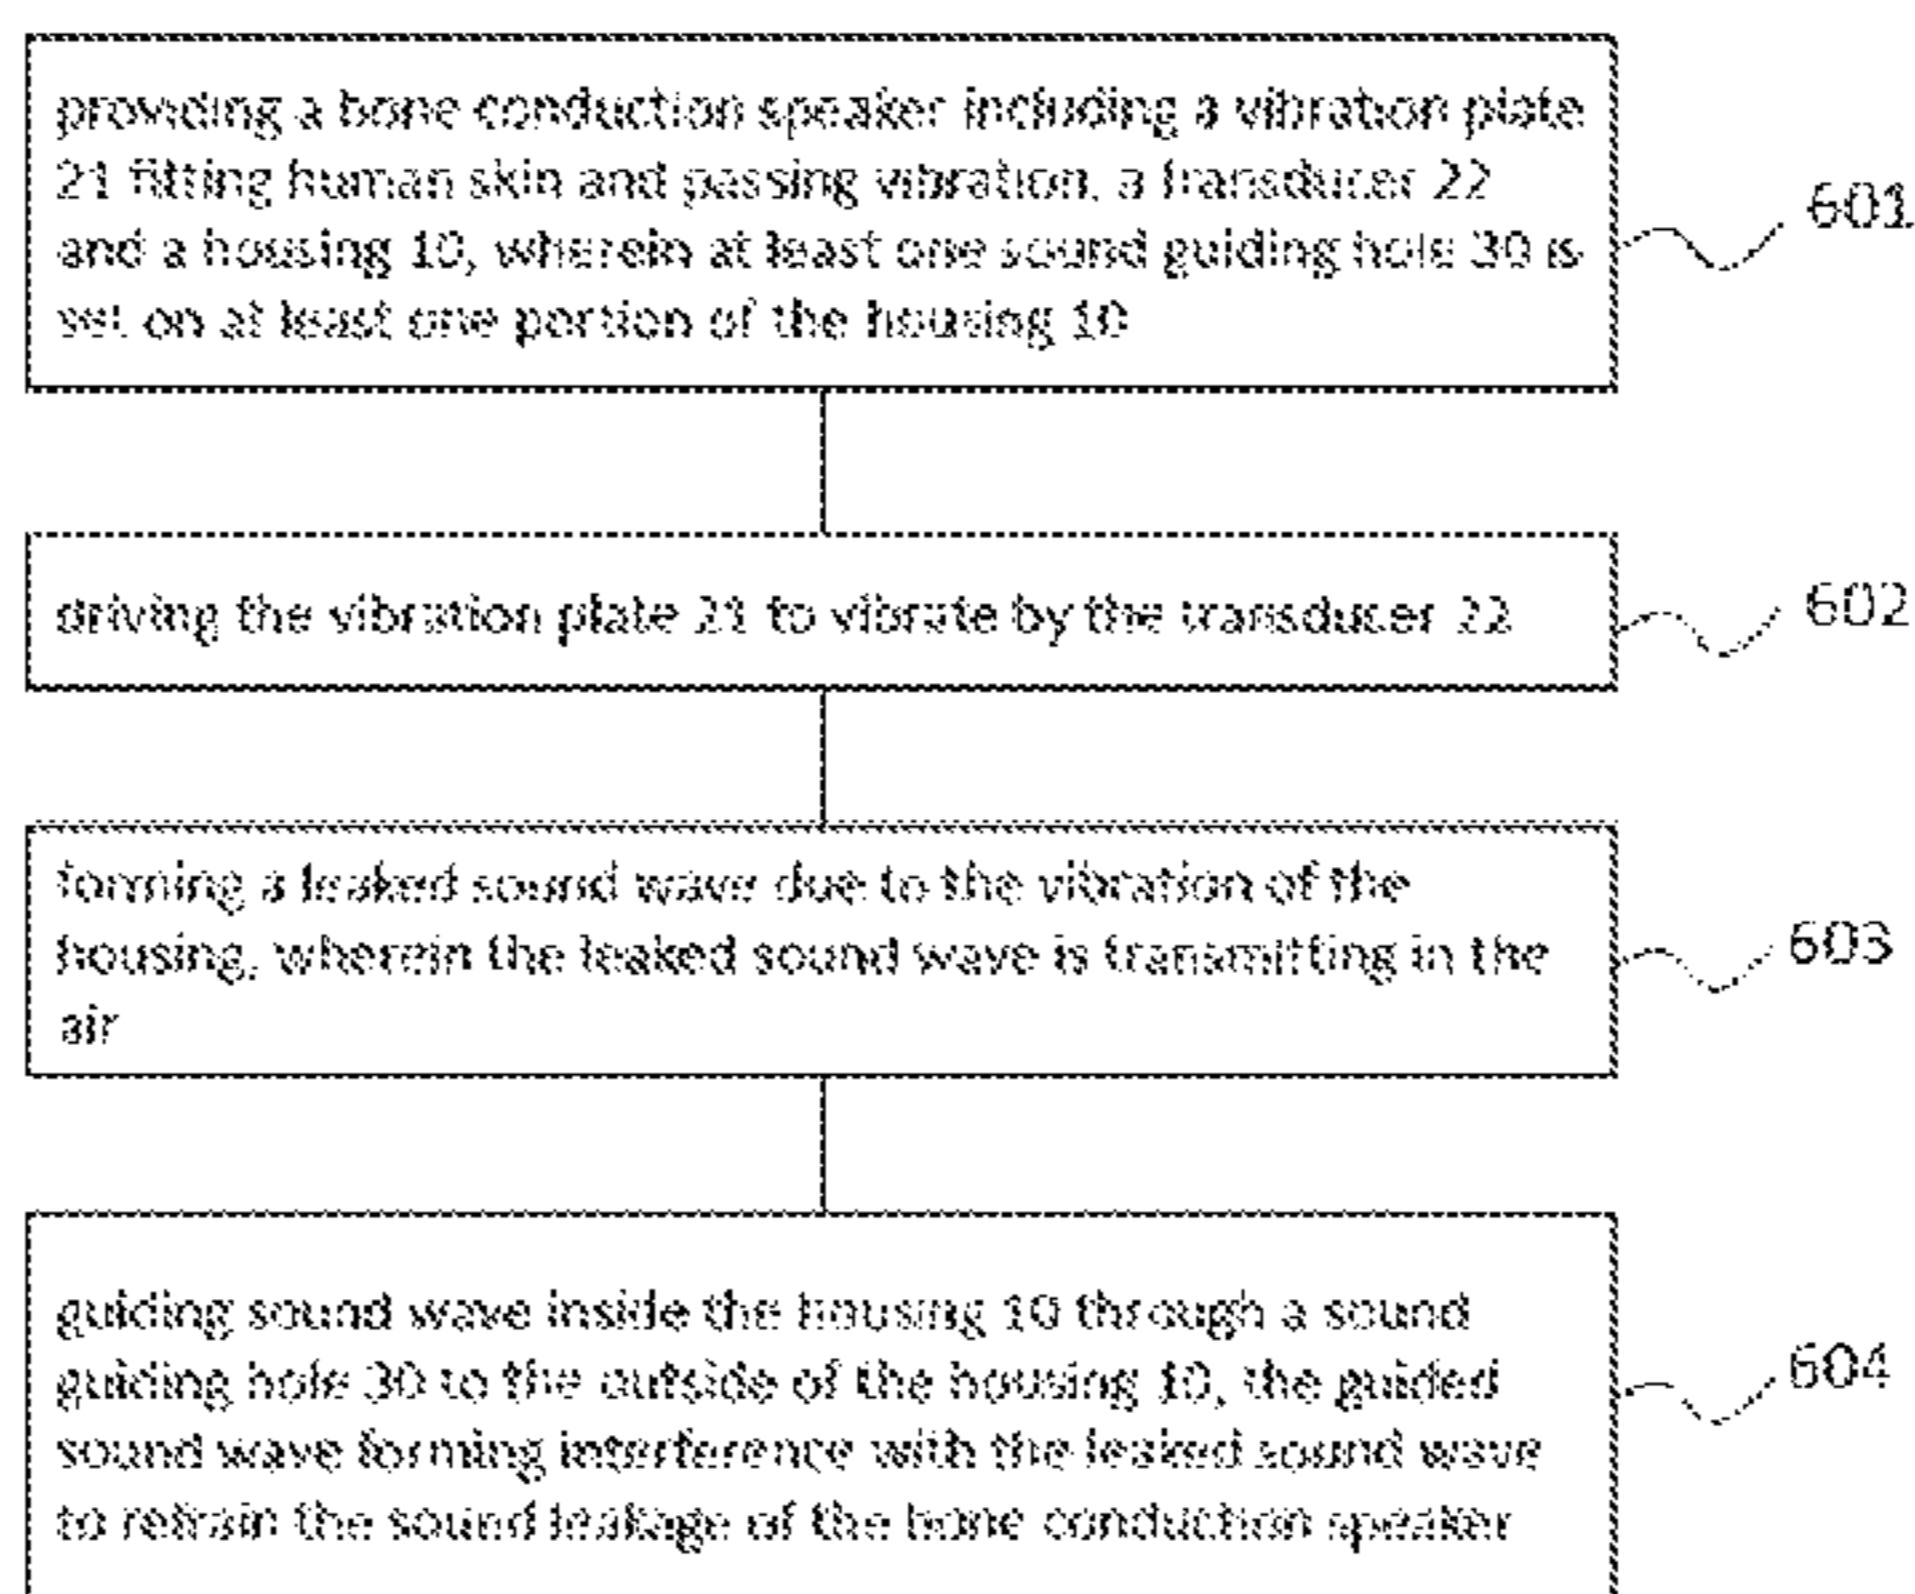 providing a bone conduction speaker including a vibration plate
21 fitting human skin and passing vibration, a transducer 22
and a housing 10, wherein at least one sound guiding hole 30 is
set on at least one portion of the housing 10
601
driving the vibration plate 21 to vibrate by the transducer 22
602
forming a leaked sound wave due to the vibration of the
housing, wherein the leaked sound wave is transmitting in the
air
603
guiding sound wave inside the housing 10 through a sound
guiding hole 30 to the outside of the housing 10, the guided
sound wave forming interference with the leaked sound wave
to refrain the sound leakage of the bone conduction speaker
604